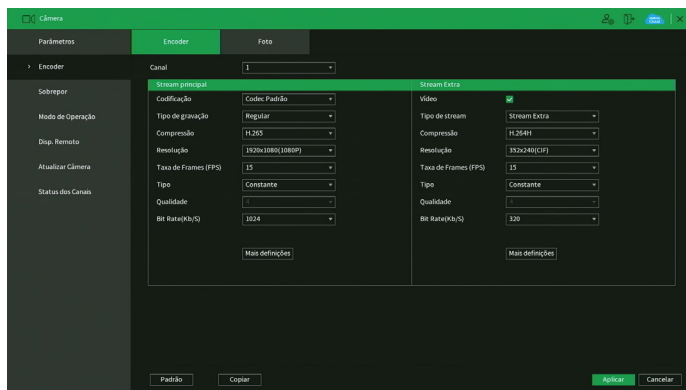 Câmera
Parâmetros
Encoder
Foto
Encoder
Canal
1
Sobrepor
Stream principal
Codificação
Codec Padrão
Tipo de gravação
Regular
Compressão
H.265
Resolução
1920x1080(1080P)
Taxa de Frames (FPS)
15
Tipo
Constante
Qualidade
4
Bit Rate(Kb/S)
1024
Mais definições
Stream Extra
Vídeo
Tipo de stream
Stream Extra
Compressão
H.264H
Resolução
352x240(CIF)
Taxa de Frames (FPS)
15
Tipo
Constante
Qualidade
4
Bit Rate(Kb/S)
320
Mais definições
Modo de Operação
Disp. Remoto
Atualizar Câmera
Status dos Canais
Padrão
Copiar
Aplicar
Cancelar